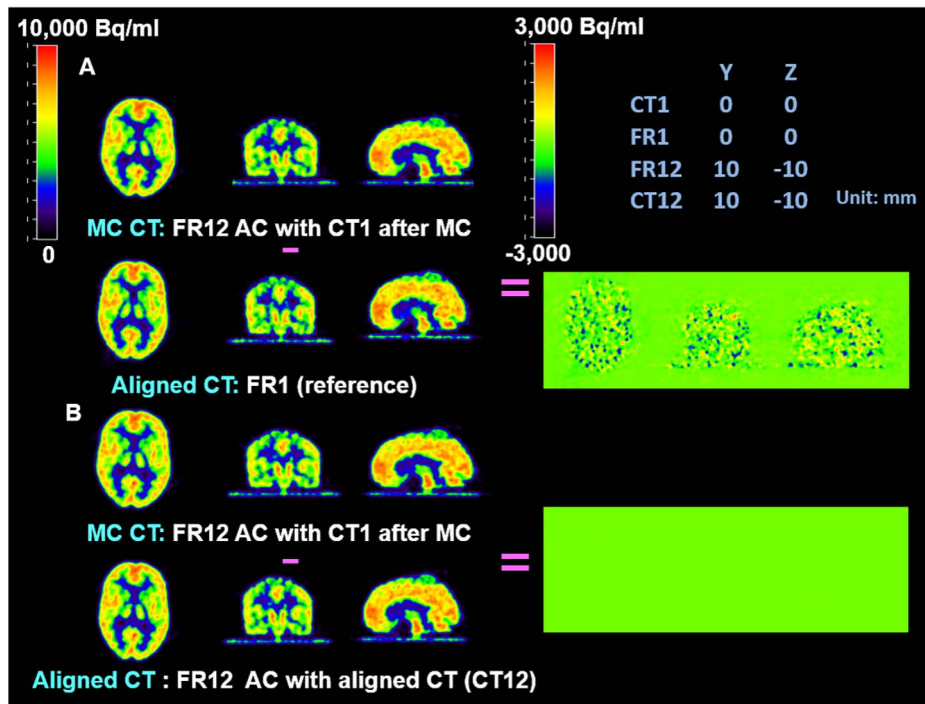 10,000 Bq/ml
3,000 Bq/ml
A
Y Z
CT1 0 0
FR1 0 0
FR12 10 -10
CT12 10 -10 Unit: mm
MC CT: FR12 AC with CT1 after MC
0
-3,000
– =
Aligned CT: FR1 (reference)
B
MC CT: FR12 AC with CT1 after MC
– =
Aligned CT : FR12 AC with aligned CT (CT12)